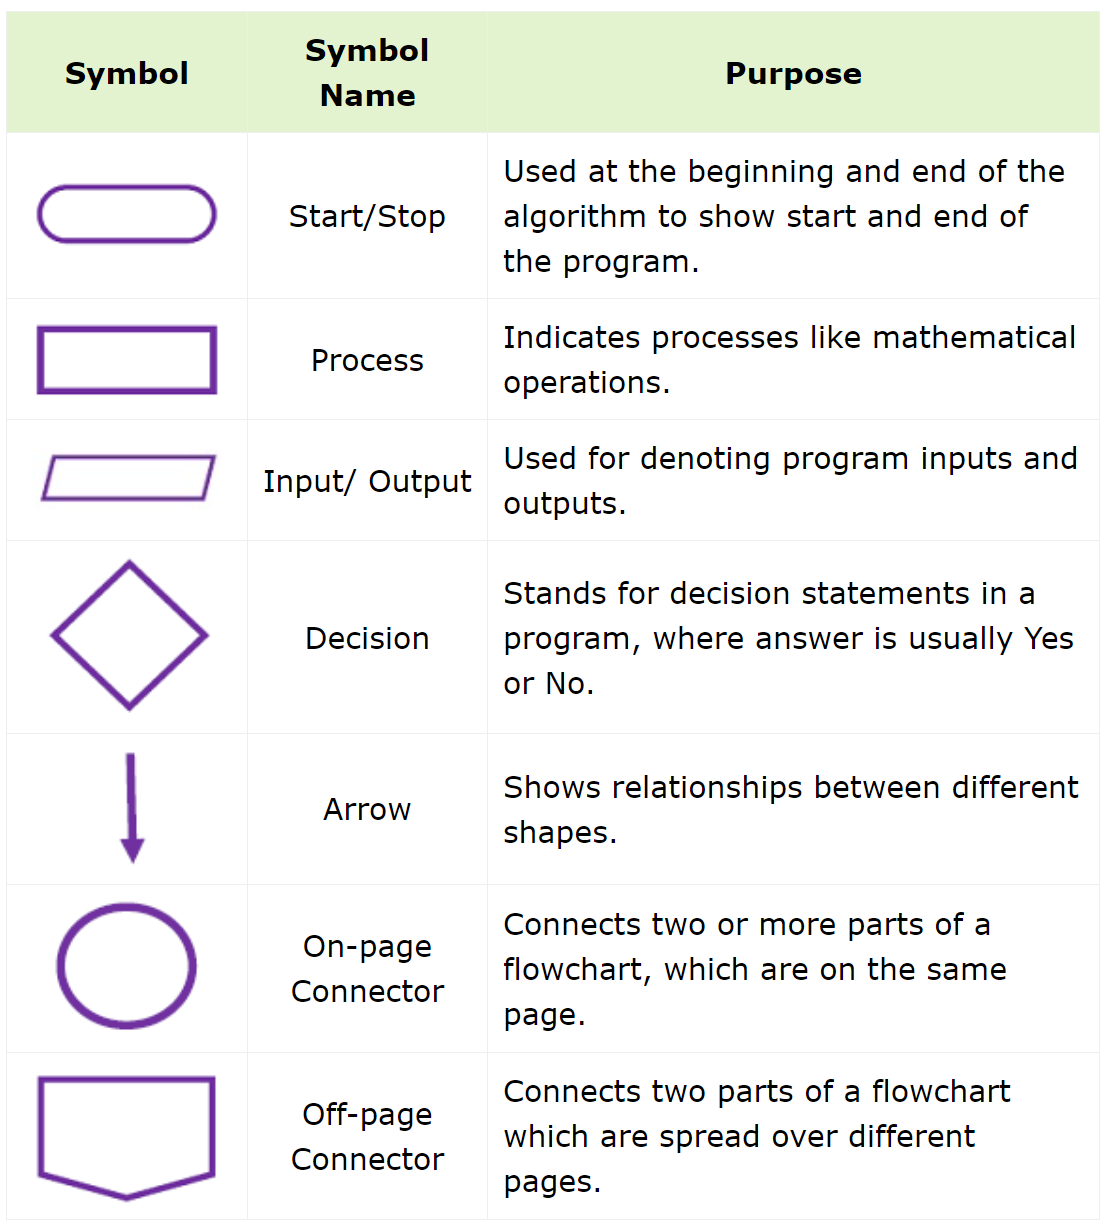 Symbol
Symbol
Name
Purpose
Start/Stop
Used at the beginning and end of the
algorithm to show start and end of
the program.
Process
Indicates processes like mathematical
operations.
Input/ Output
Used for denoting program inputs and
outputs.
Decision
Stands for decision statements in a
program, where answer is usually Yes
or No.
Arrow
Shows relationships between different
shapes.
On-page
Connector
Connects two or more parts of a
flowchart, which are on the same
page.
Off-page
Connector
Connects two parts of a flowchart
which are spread over different
pages.